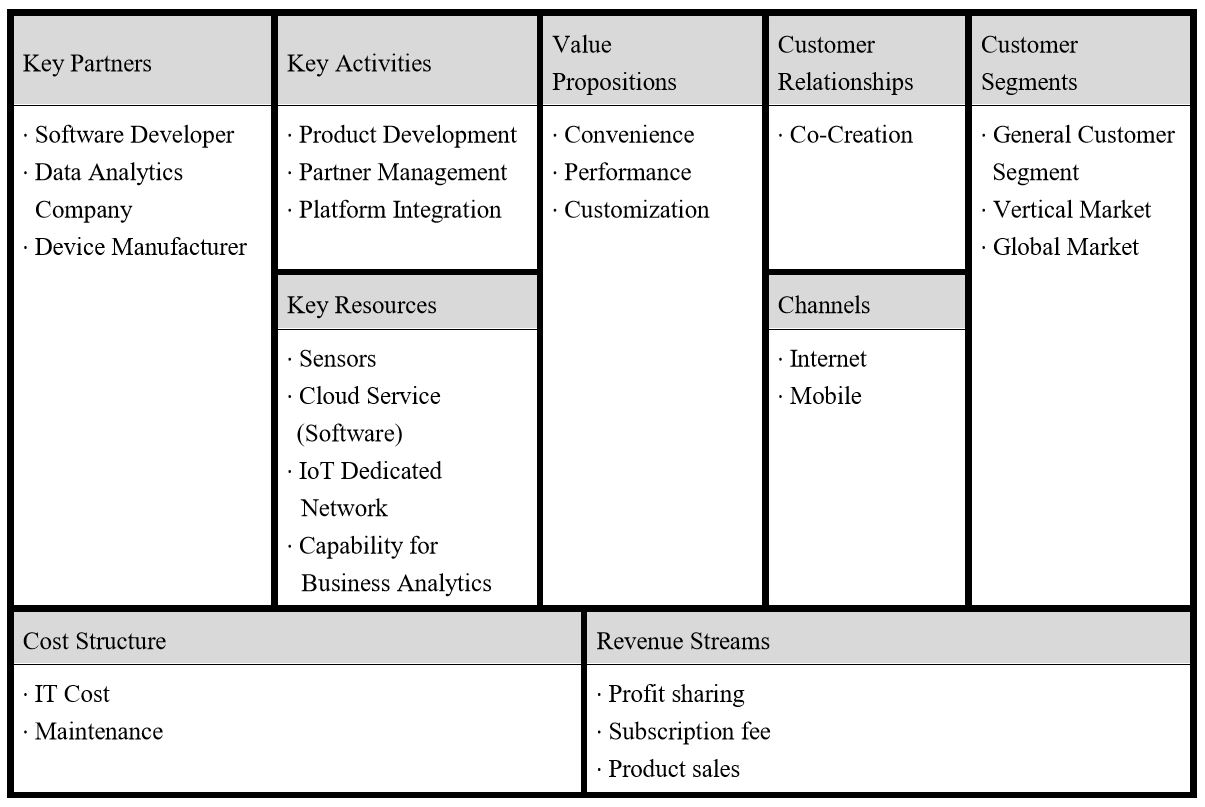 Key Partners
· Software Developer
· Data Analytics
Company
· Device Manufacturer
Key Activities
· Product Development
· Partner Management
· Platform Integration
Key Resources
· Sensors
· Cloud Service
(Software)
· IoT Dedicated
Network
· Capability for
Business Analytics
Value
Propositions
· Convenience
· Performance
· Customization
Customer
Relationships
· Co-Creation
Channels
· Internet
· Mobile
Customer
Segments
· General Customer
Segment
· Vertical Market
· Global Market
Cost Structure
· IT Cost
· Maintenance
Revenue Streams
· Profit sharing
· Subscription fee
· Product sales